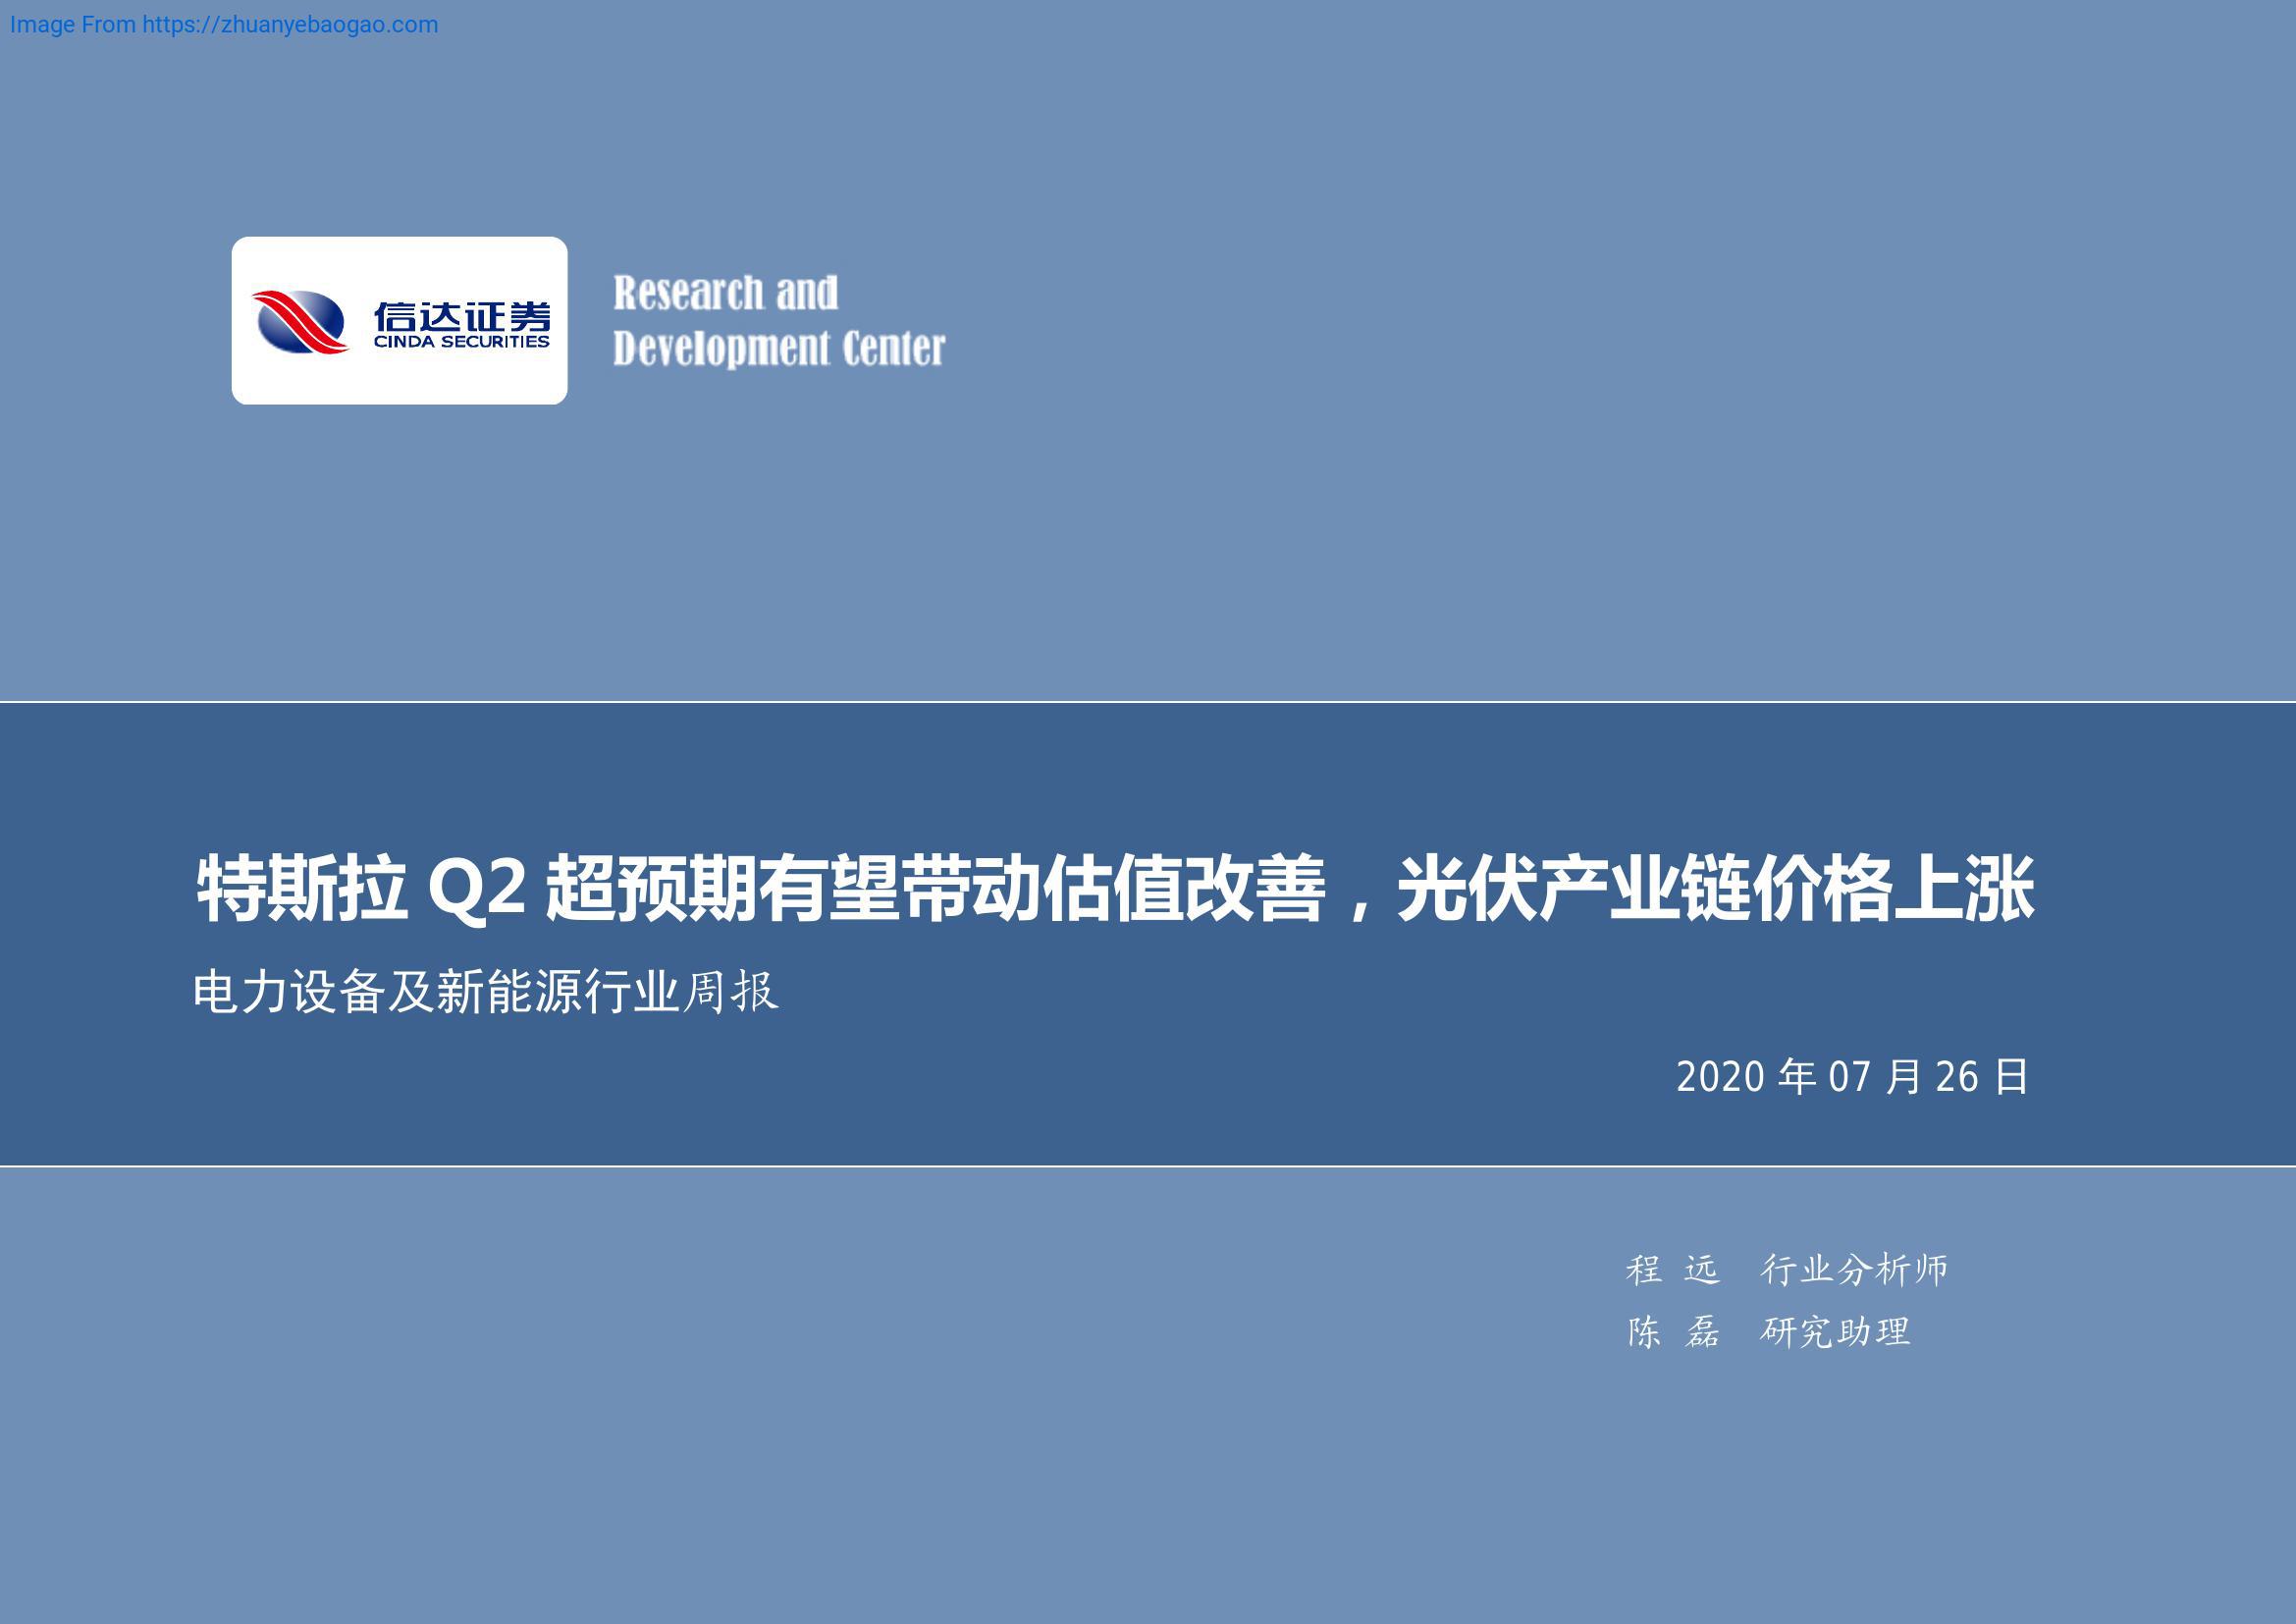 Image From https://zhuanyebaogao.com
信达证券
CINDA SECURITIES
Research and
Development Center
特斯拉 Q2 超预期有望带动估值改善，光伏产业链价格上涨
电力设备及新能源行业周报
2020 年 07 月 26 日
程 远 行业分析师
陈 磊 研究助理